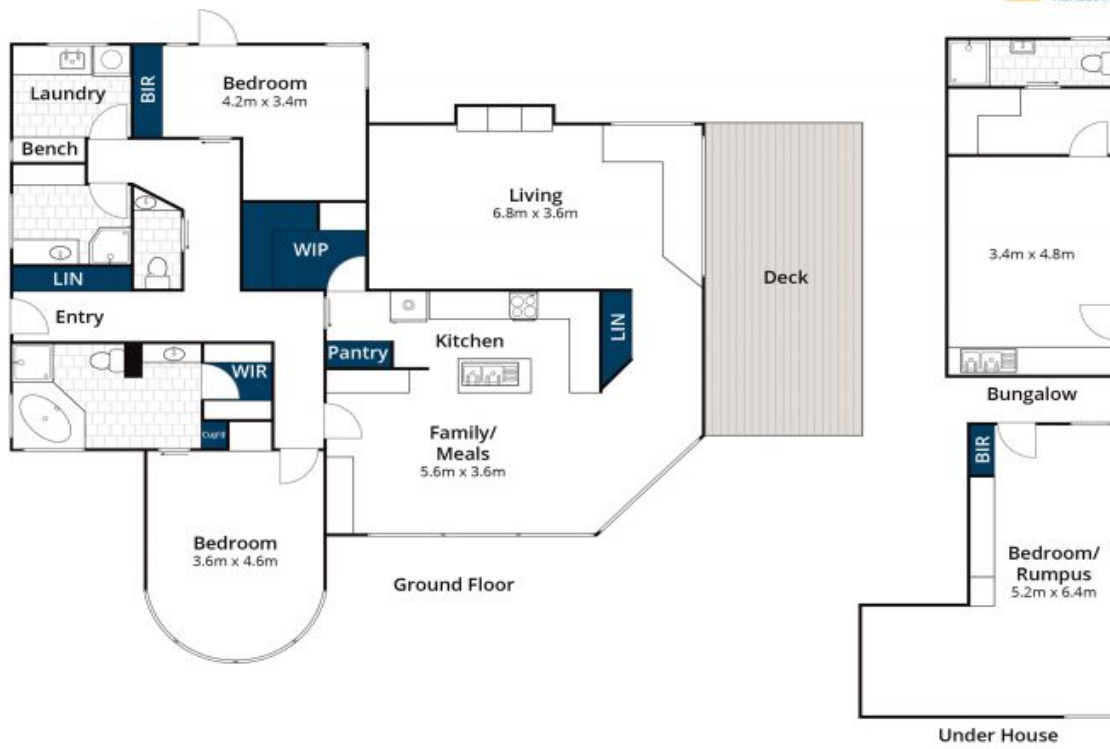 Laundry
BIR
Bedroom
4.2m x 3.4m
Bench
LIN
WIP
Living
6.8m x 3.6m
Deck
Entry
Kitchen
LIN
Pantry
WIR
Cup'd
Family/
Meals
5.6m x 3.6m
Bedroom
3.6m x 4.6m
Ground Floor
3.4m x 4.8m
Bungalow
BIR
Bedroom/
Rumpus
5.2m x 6.4m
Under House